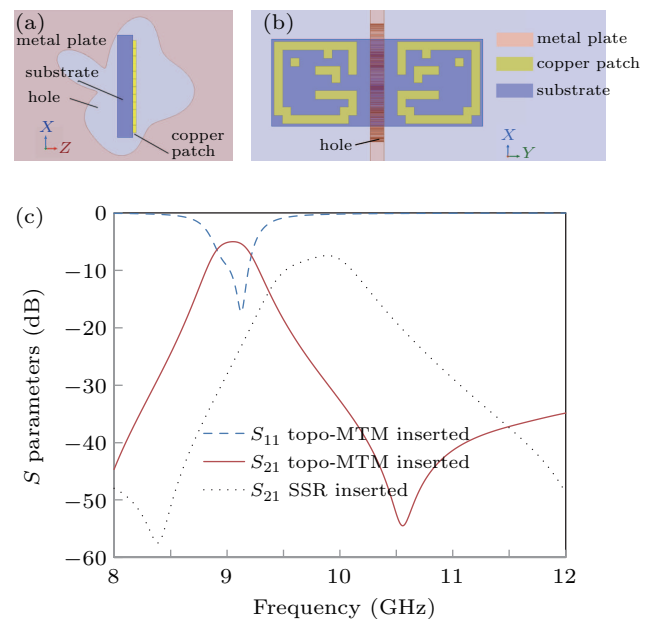 (a)
metal plate
substrate
hole
copper
patch
X
Z
(b)
metal plate
copper patch
substrate
hole
X
Y
(c)
0
−10
−20
−30
−40
−50
−60
S parameters (dB)
S11 topo-MTM inserted
S21 topo-MTM inserted
S21 SSR inserted
8
9
10
11
12
Frequency (GHz)